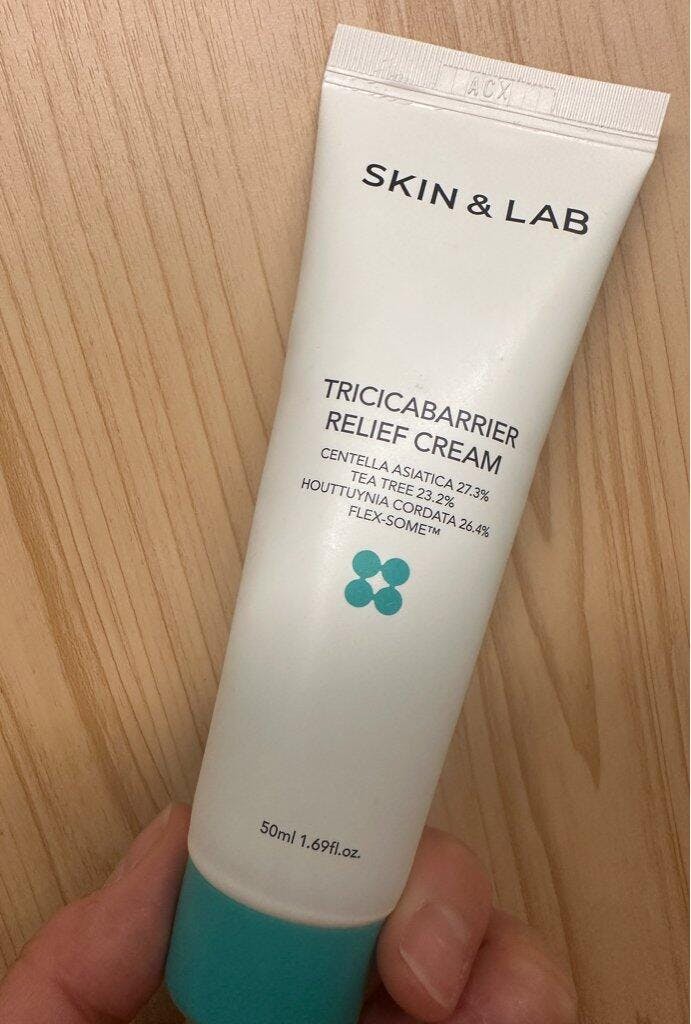 ACX
SKIN & LAB
TRICICABARRIER
RELIEF CREAM
CENTELLA ASIATICA 27.3%
TEA TREE 23.2%
HOUTTUYNIA CORDATA 26.4%
FLEX-SOME™
50ml 1.69fl.oz.